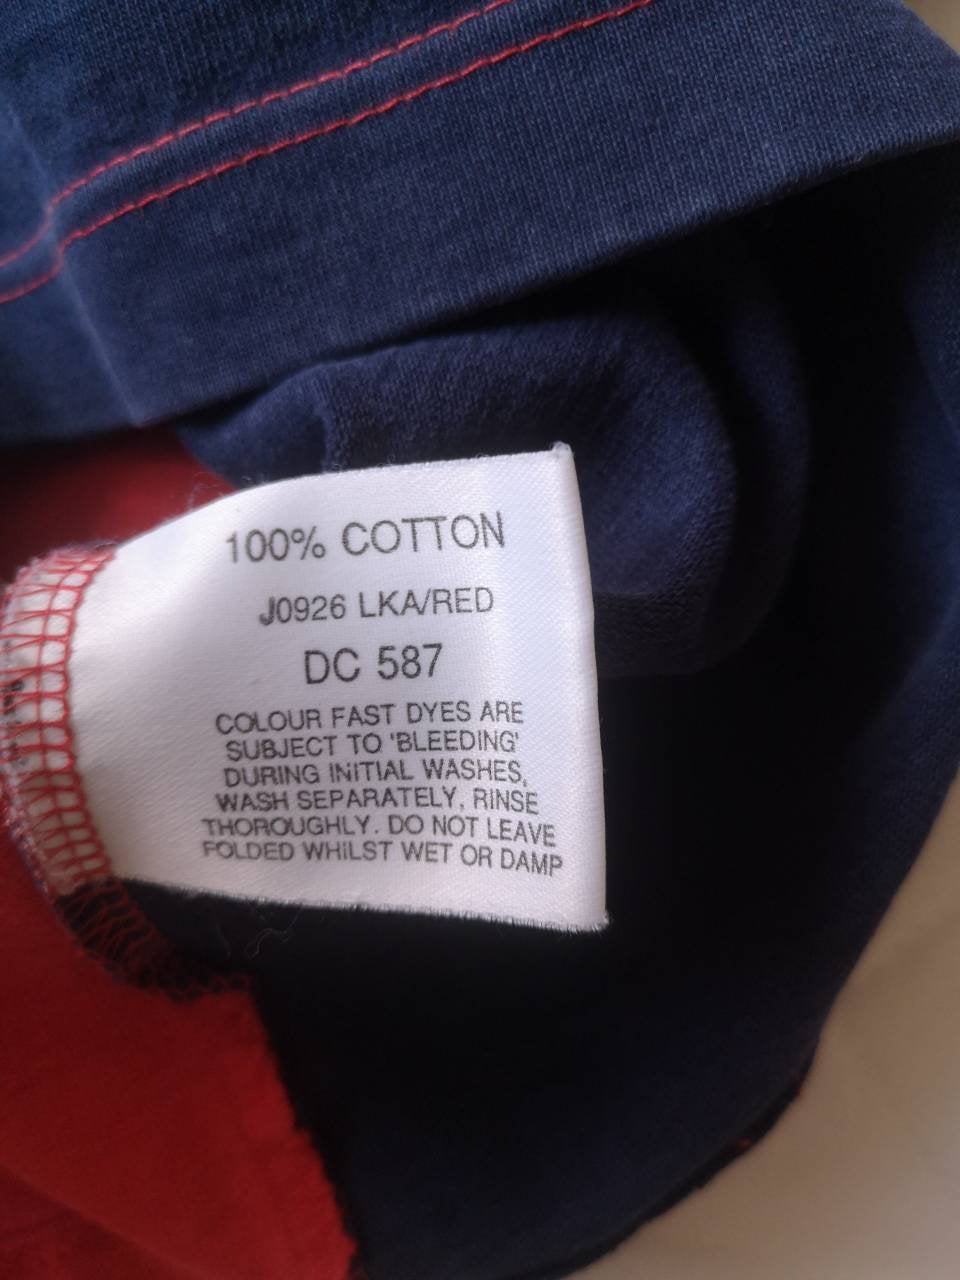 100% COTTON
J0926 LKA/RED
DC 587
COLOUR FAST DYES ARE
SUBJECT TO 'BLEEDING'
DURING INITIAL WASHES,
WASH SEPARATELY, RINSE
THOROUGHLY. DO NOT LEAVE
FOLDED WHILST WET OR DAMP